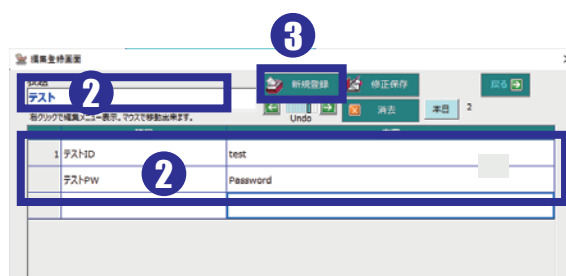 3
編集登録画面
2
新規登録
修正保存
戻る
テスト
Undo
消去
本日
2
右クリックで編集メニュー表示。マウスで移動出来ます。
1 テストID test
2
テストPW Password